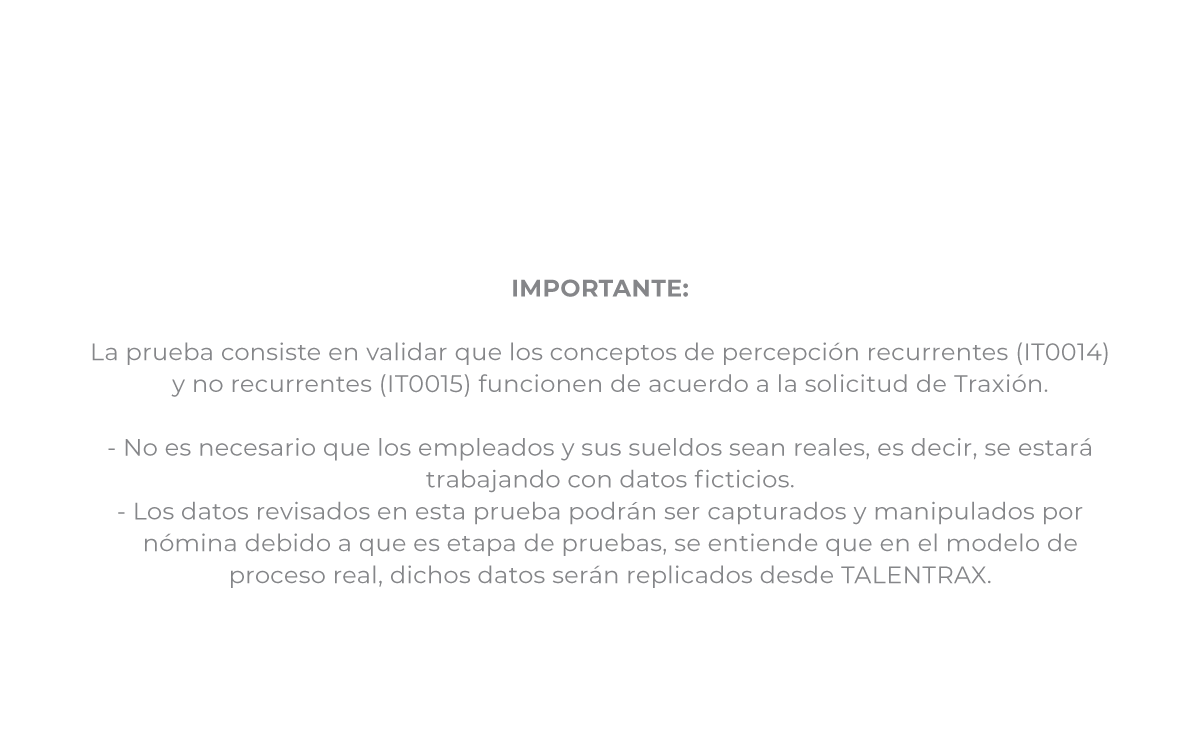 IMPORTANTE:
La prueba consiste en validar que los conceptos de percepción recurrentes (IT0014)
y no recurrentes (IT0015) funcionen de acuerdo a la solicitud de Traxión.
- No es necesario que los empleados y sus sueldos sean reales, es decir, se estará
trabajando con datos ficticios.
- Los datos revisados en esta prueba podrán ser capturados y manipulados por
nómina debido a que es etapa de pruebas, se entiende que en el modelo de
proceso real, dichos datos serán replicados desde TALENTRAX.